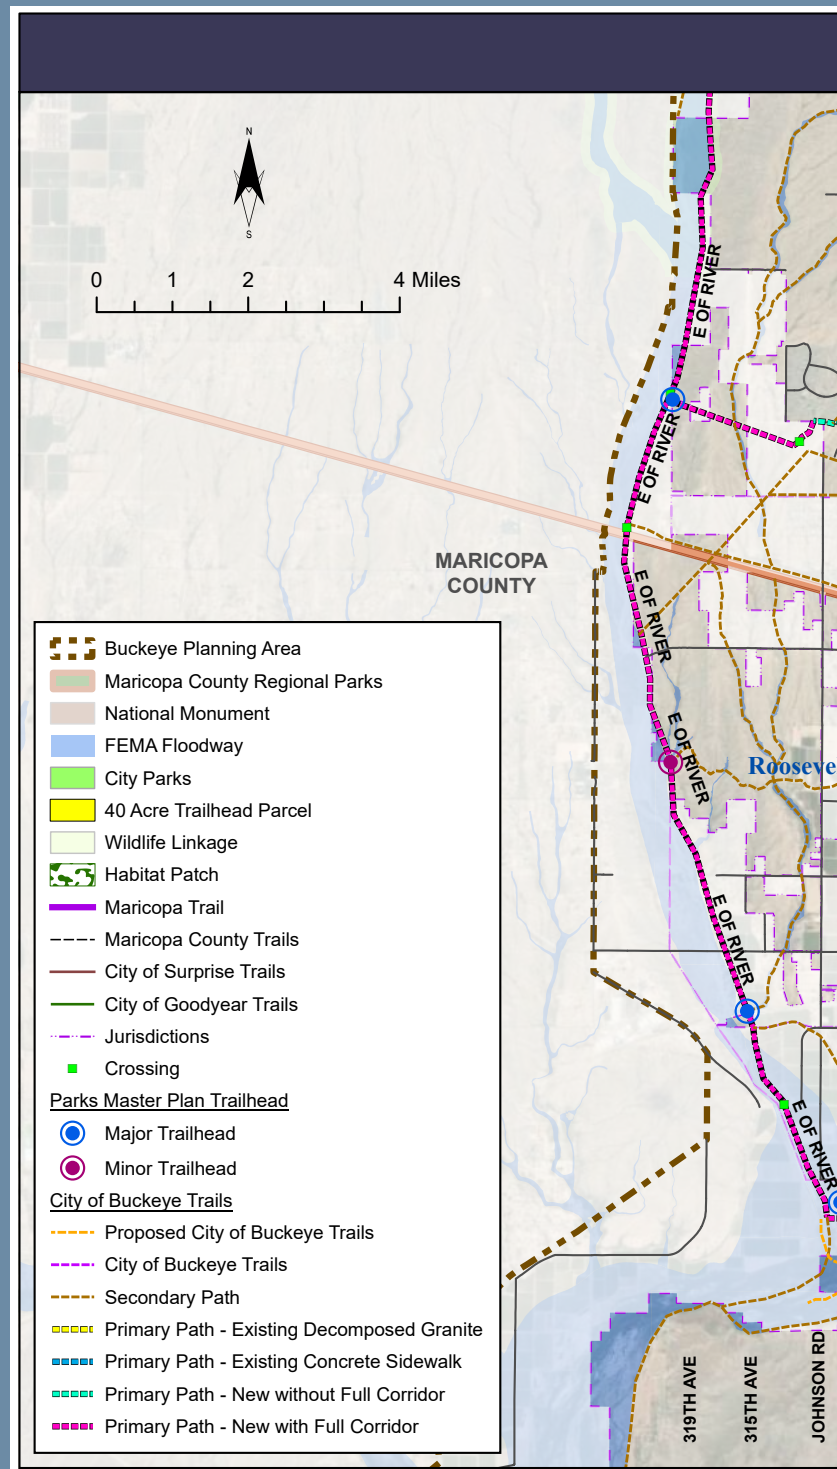 N
S
0 1 2 4 Miles
E OF RIVER
E OF RIVER
MARICOPA
COUNTY
E OF RIVER
E OF RIVER
Rooseve
E OF RIVER
E OF RIVER
Buckeye Planning Area
Maricopa County Regional Parks
National Monument
FEMA Floodway
City Parks
40 Acre Trailhead Parcel
Wildlife Linkage
Habitat Patch
Maricopa Trail
Maricopa County Trails
City of Surprise Trails
City of Goodyear Trails
Jurisdictions
Crossing
Parks Master Plan Trailhead
Major Trailhead
Minor Trailhead
City of Buckeye Trails
Proposed City of Buckeye Trails
City of Buckeye Trails
Secondary Path
Primary Path - Existing Decomposed Granite
Primary Path - Existing Concrete Sidewalk
Primary Path - New without Full Corridor
Primary Path - New with Full Corridor
319TH AVE
315TH AVE
JOHNSON RD